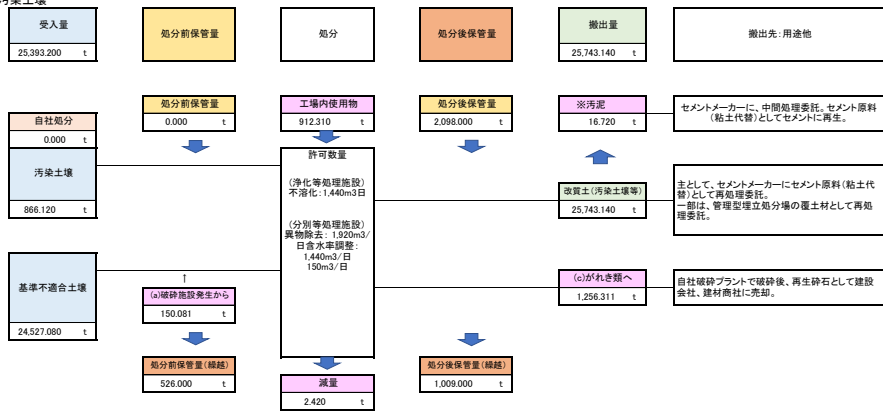 汚染土壌
受入量
25,393.200 t
処分前保管量
処分
処分後保管量
搬出量
25,743.140 t
搬出先:用途他
自社処分
0.000 t
汚染土壌
866.120 t
基準不適合土壌
24,527.080 t
処分前保管量
0.000 t
↑
(a)破砕施設発生から
150.081 t
処分前保管量(繰越)
526.000 t
工場内使用物
912.310 t
許可数量
(浄化等処理施設)
不溶化:1,440m3日
(分別等処理施設)
異物除去: 1,920m3/
日含水率調整:
1,440m3/日
150m3/日
減量
2.420 t
処分後保管量
2,098.000 t
処分後保管量(繰越)
1,009.000 t
※汚泥
16.720 t
セメントメーカーに、中間処理委託。セメント原料
(粘土代替)としてセメントに再生。
改質土(汚染土壌等)
25,743.140 t
主として、セメントメーカーにセメント原料(粘土代
替)として再処理委託。
一部は、管理型埋立処分場の覆土材として再処
理委託。
(c)がれき類へ
1,256.311 t
自社破砕プラントで破砕後、再生砕石として建設
会社、建材商社に売却。